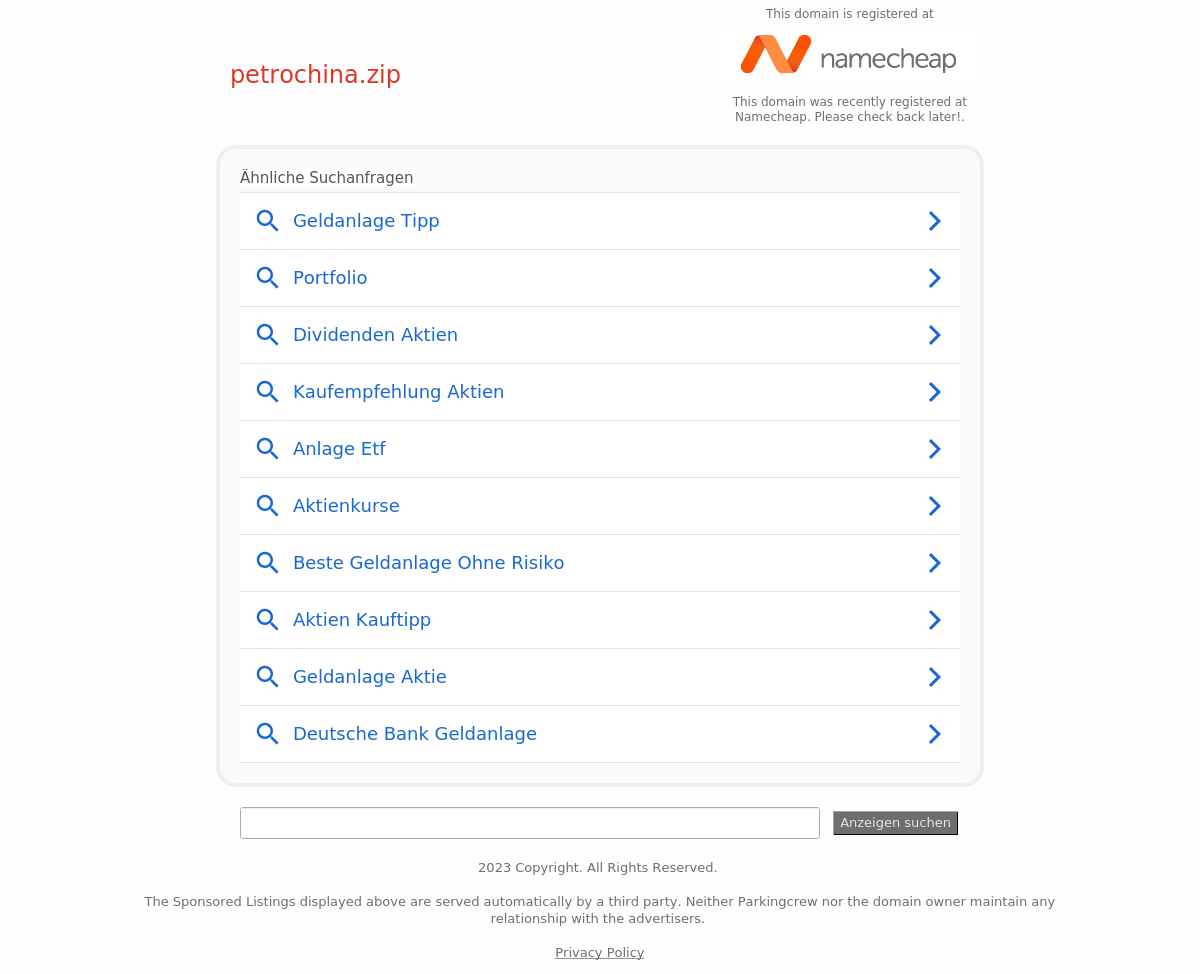 This domain is registered at
petrochina.zip
namecheap
This domain was recently registered at
Namecheap. Please check back later!.
Ähnliche Suchanfragen
Geldanlage Tipp
Portfolio
Dividenden Aktien
Kaufempfehlung Aktien
Anlage Etf
Aktienkurse
Beste Geldanlage Ohne Risiko
Aktien Kauftipp
Geldanlage Aktie
Deutsche Bank Geldanlage
Anzeigen suchen
2023 Copyright. All Rights Reserved.
The Sponsored Listings displayed above are served automatically by a third party. Neither Parkingcrew nor the domain owner maintain any
relationship with the advertisers.
Privacy Policy